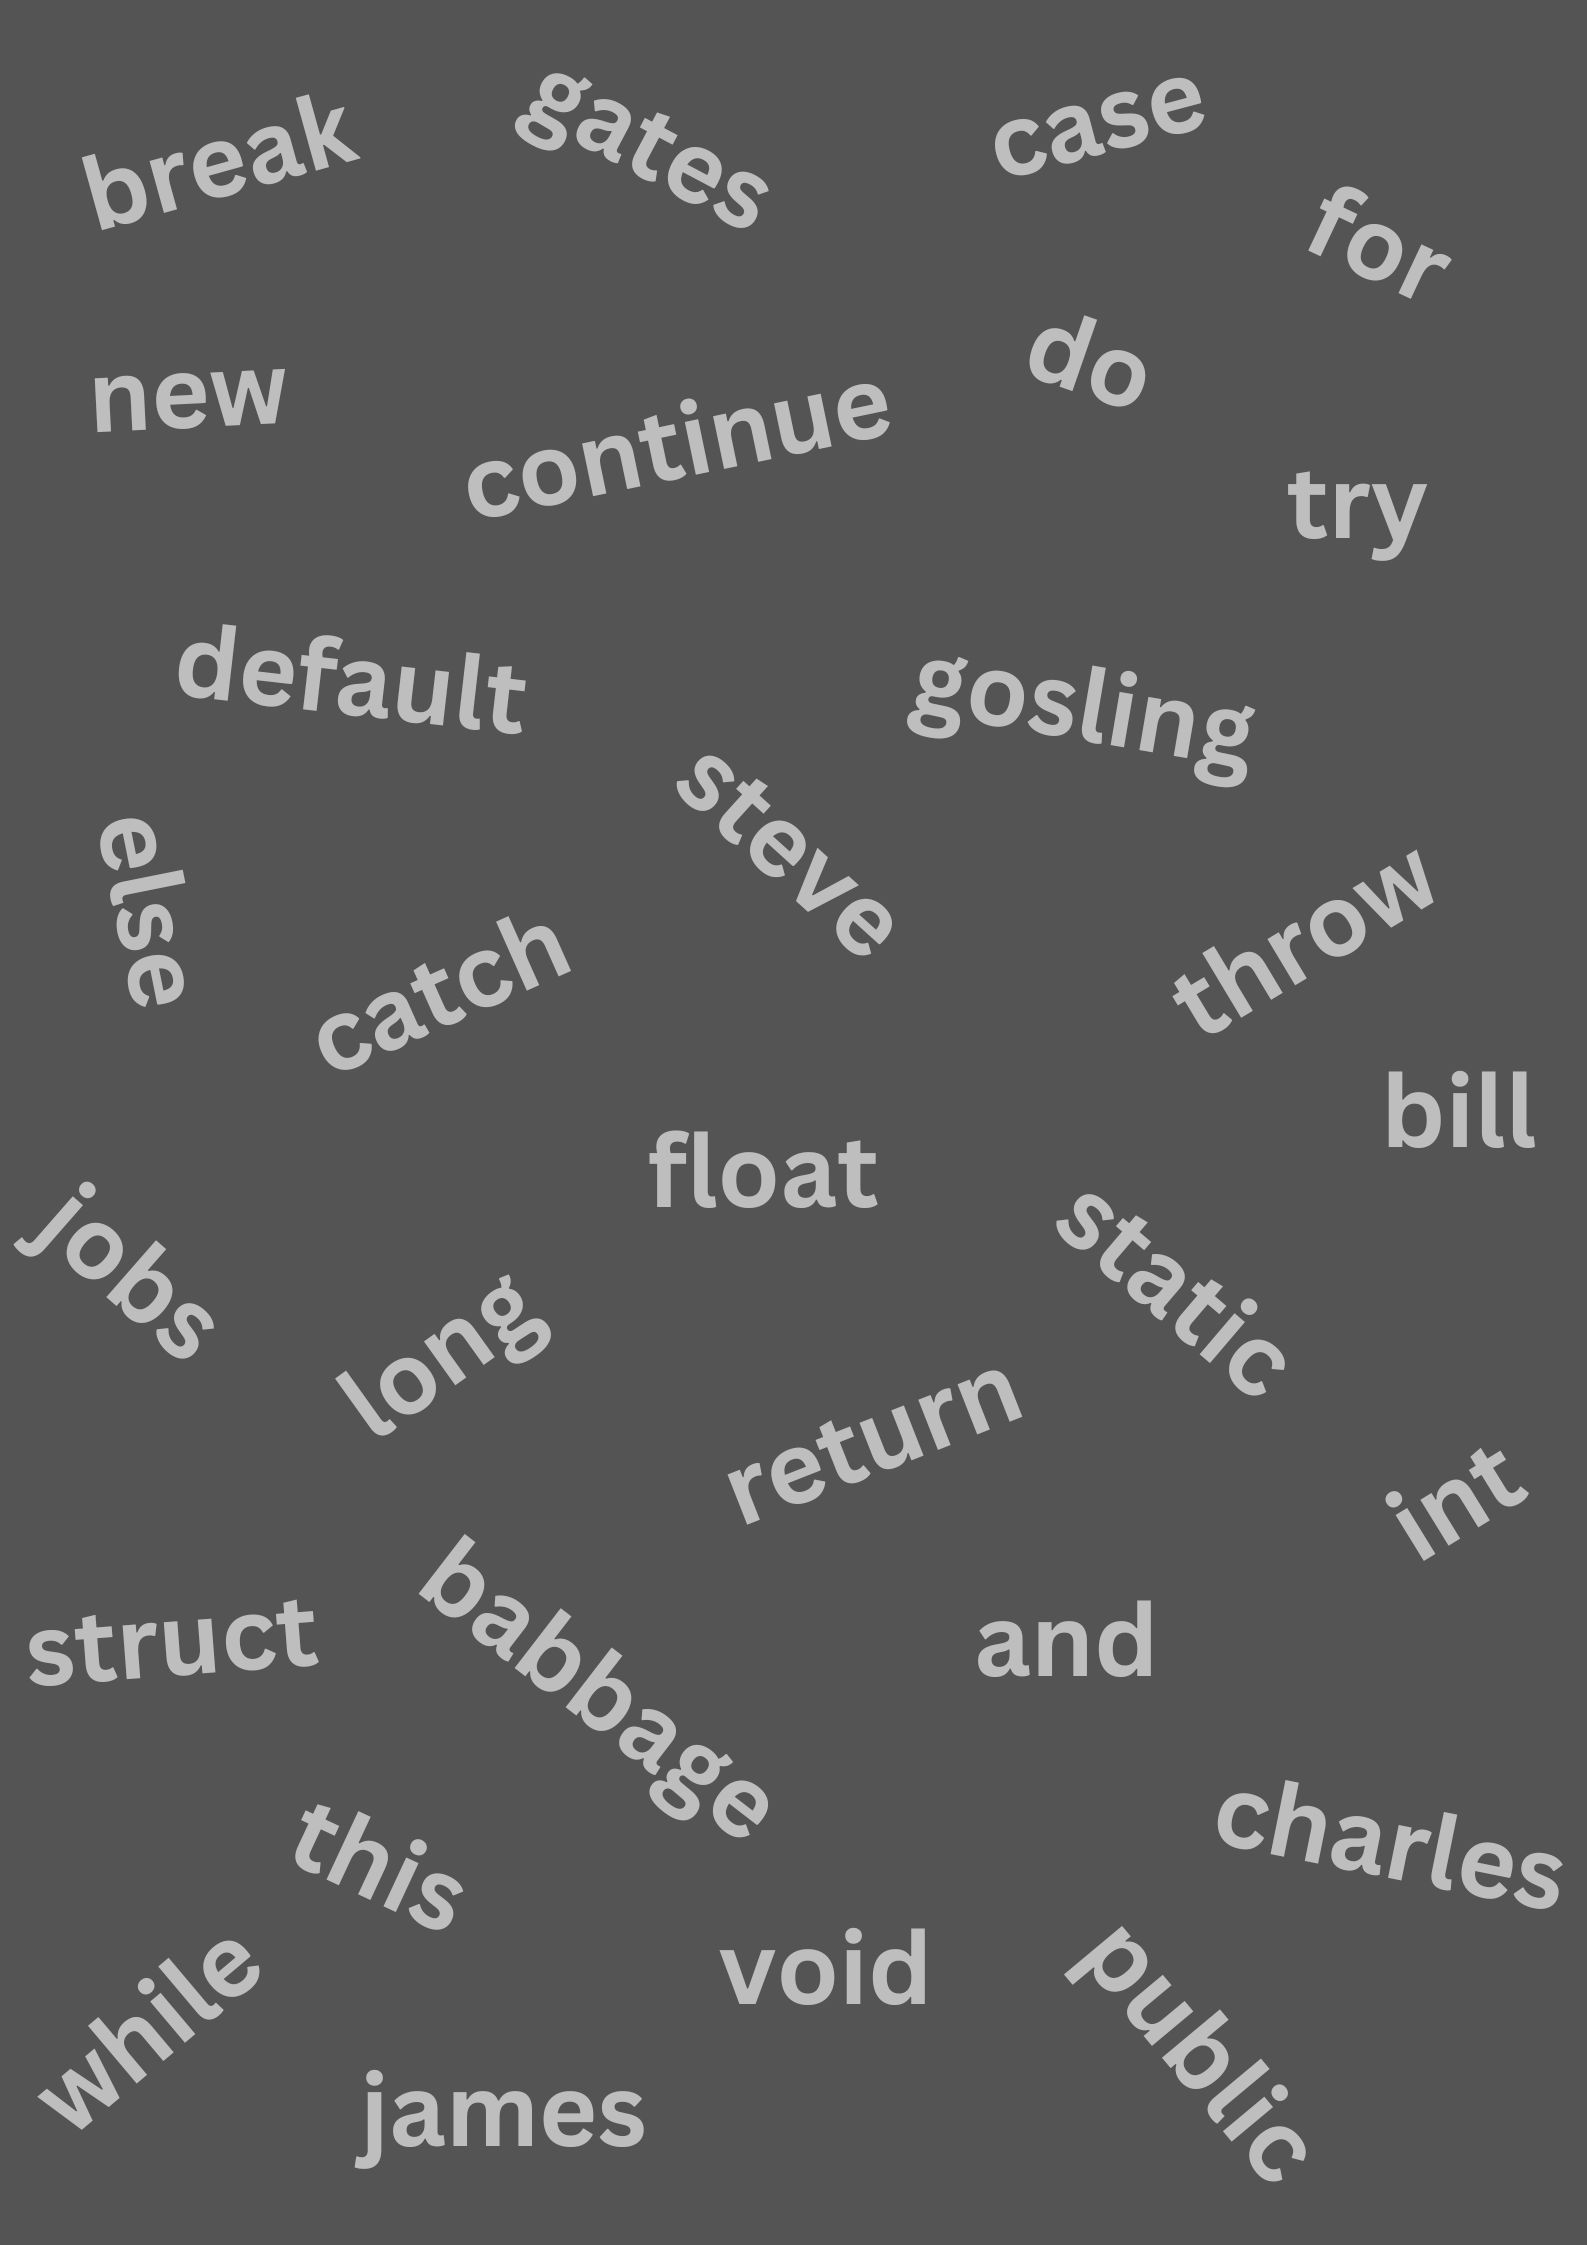 break
gates
case
for
new
continue
do
try
default
gosling
steve
else
catch
throw
bill
float
jobs
static
long
return
int
struct
babbage
and
this
charles
while
void
public
james